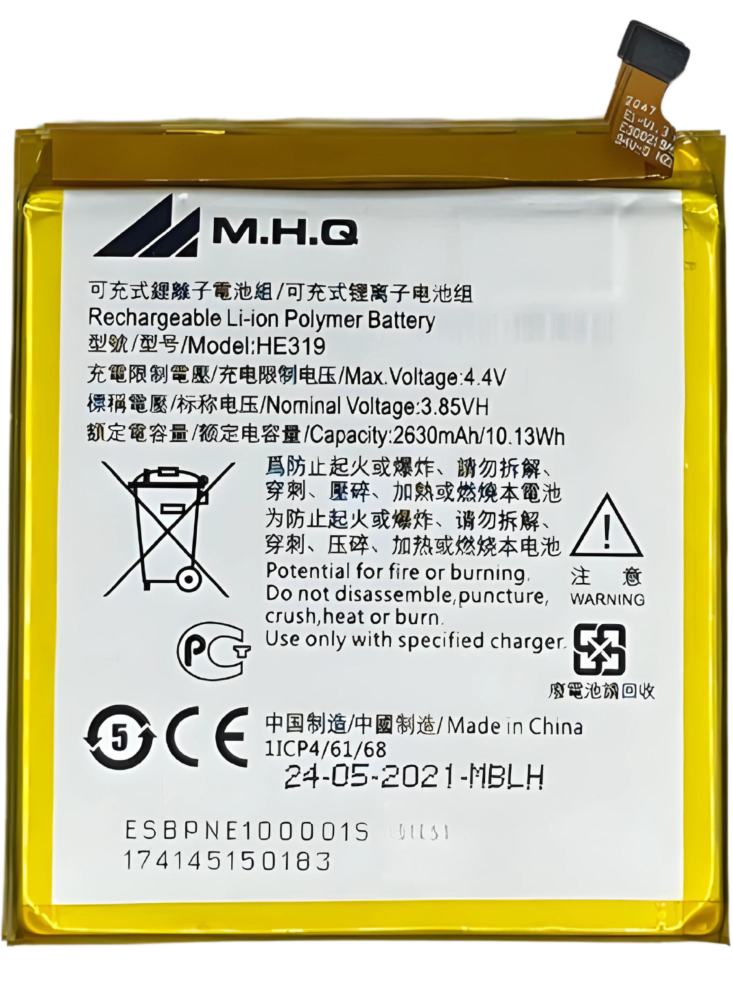 2047
M.H.Q
可充式鋰離子電池組/可充式锂离子电池组
Rechargeable Li-ion Polymer Battery
型號/型号/Model:HE319
充電限制電壓/充电限制电压/Max.Voltage:4.4V
標稱電壓/标称电压/Nominal Voltage:3.85VH
額定電容量/额定电容量/Capacity:2630mAh/10.13Wh
爲防止起火或爆炸、請勿拆解、
穿刺、壓碎、加熱或燃燒本電池
为防止起火或爆炸、请勿拆解、
穿刺、压碎、加热或燃烧本电池
Potential for fire or burning.
Do not disassemble,puncture,
crush,heat or burn.
Use only with specified charger.
注 意
WARNING
廢電池請回收
PCT
5
CE
中国制造/中國制造/Made in China
1ICP4/61/68
24-05-2021-MBLH
ESBPNE100001S
174145150183